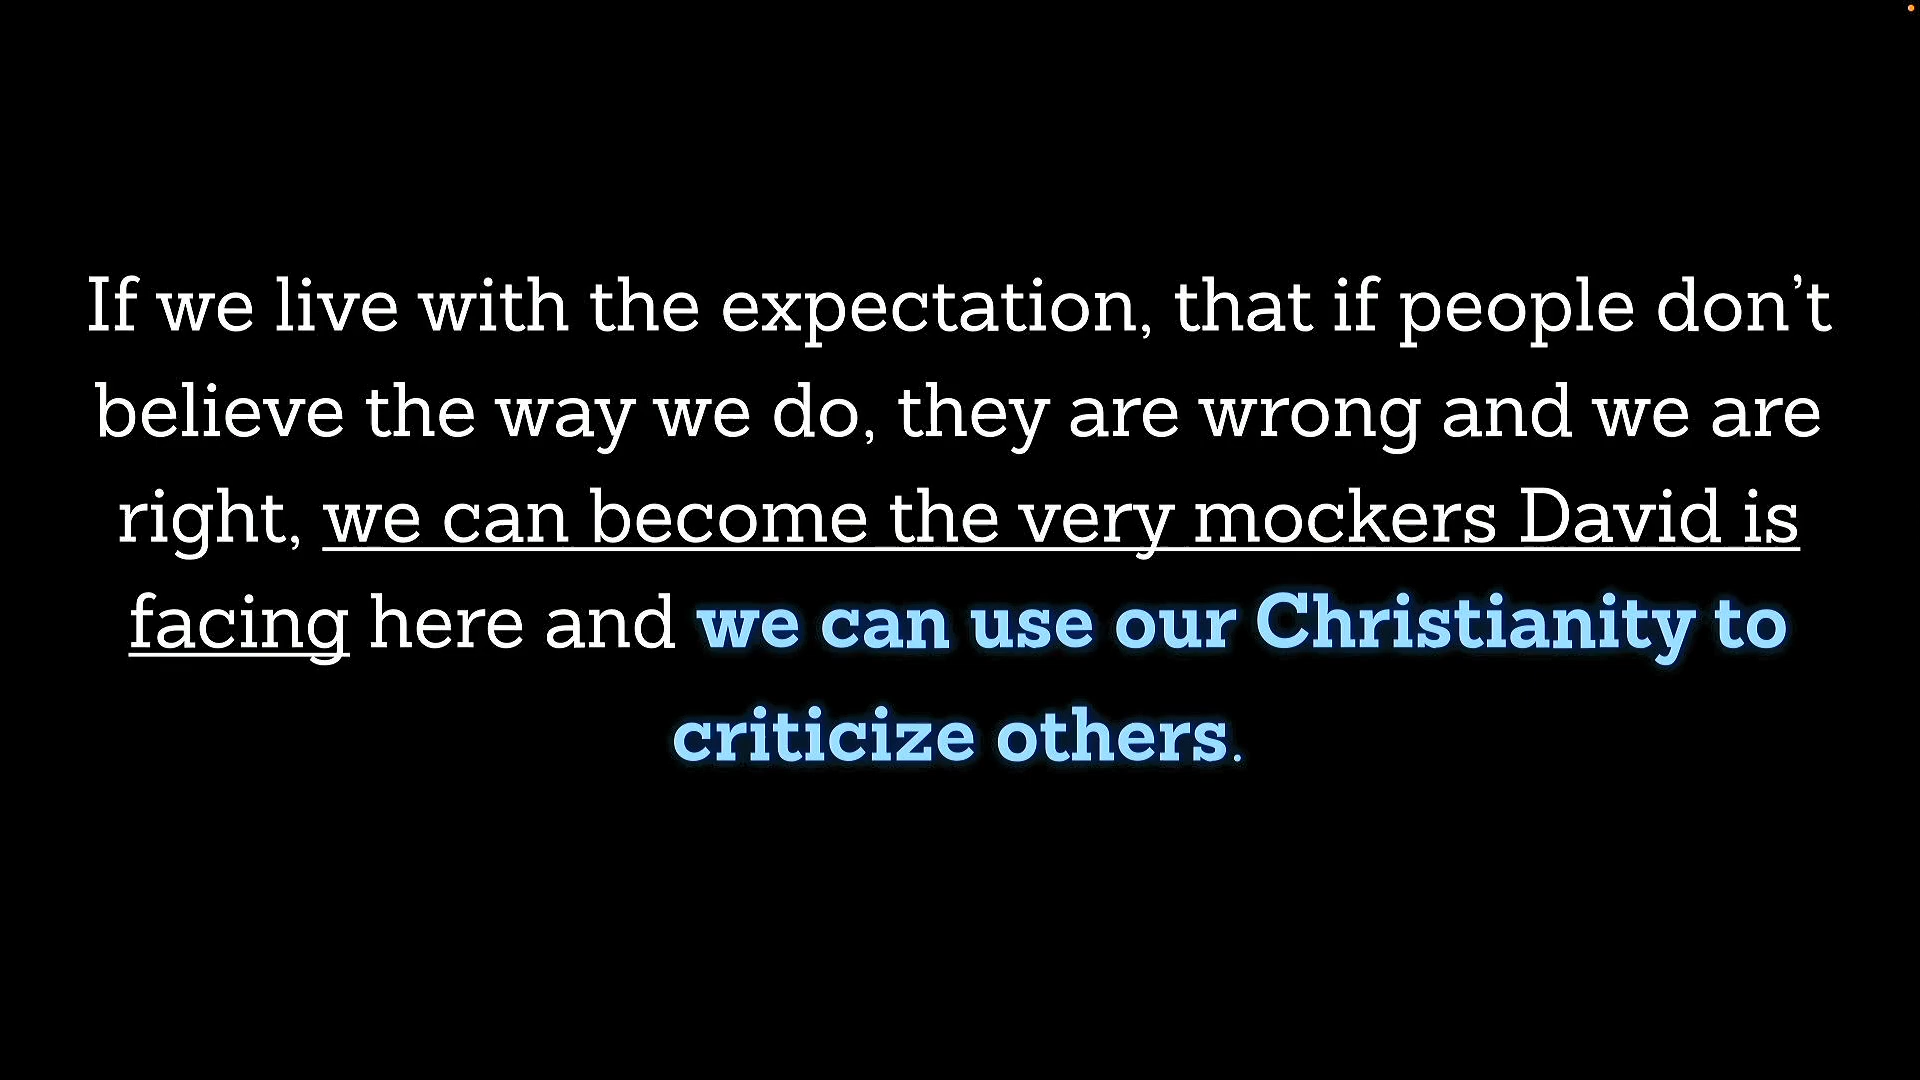 If we live with the expectation, that if people don’t
believe the way we do, they are wrong and we are
right, we can become the very mockers David is
facing here and we can use our Christianity to
criticize others.